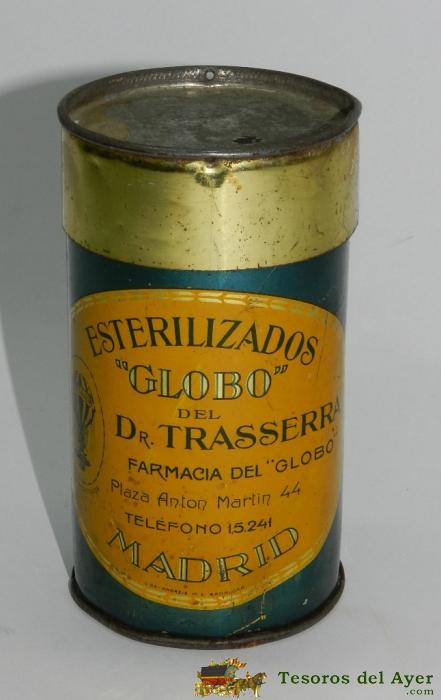 ESTERILIZADOS
"GLOBO"
DEL
DR. TRASSERRA
FARMACIA DEL "GLOBO"
Plaza Anton Martin 44
TELÉFONO 15.241
MADRID
Tesoros del Ayer
.com